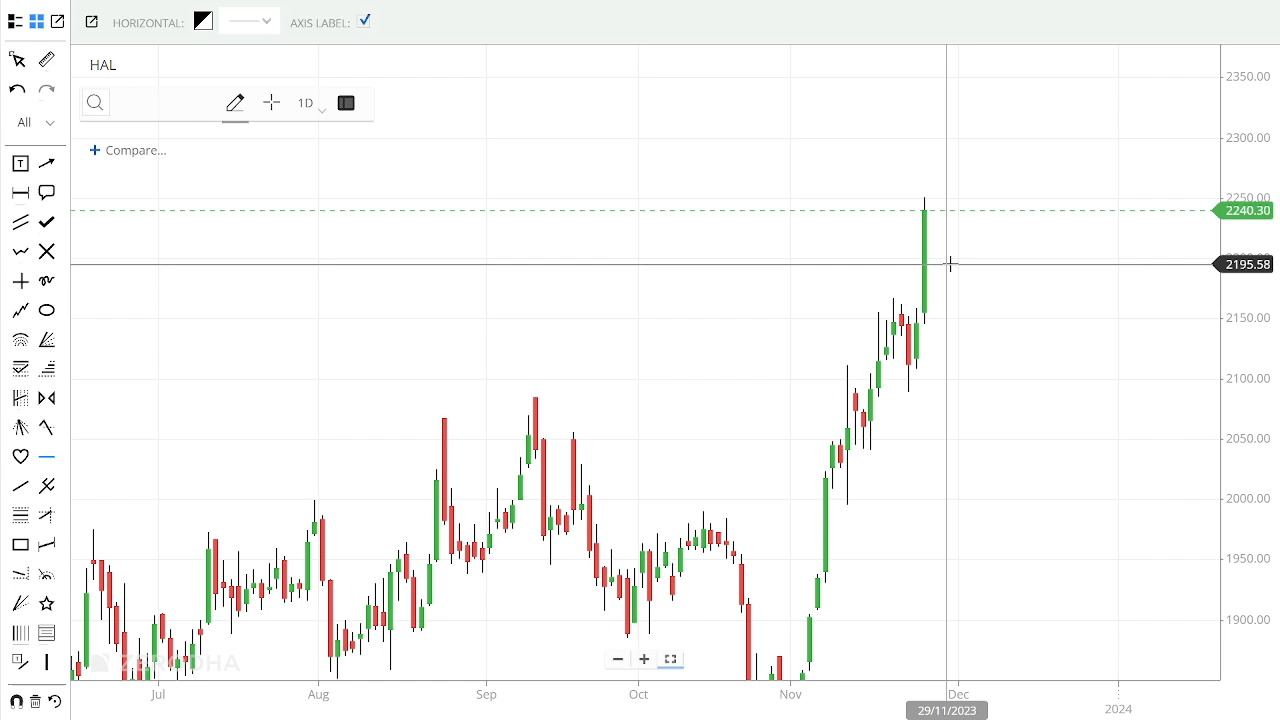 HORIZONTAL:
AXIS LABEL:
HAL
1D
All
Compare...
T
2350.00
2300.00
2250.00
2240.30
2195.58
2150.00
2100.00
2050.00
2000.00
1950.00
1900.00
ZERODHA
Jul
Aug
Sep
Oct
Nov
Dec
29/11/2023
2024